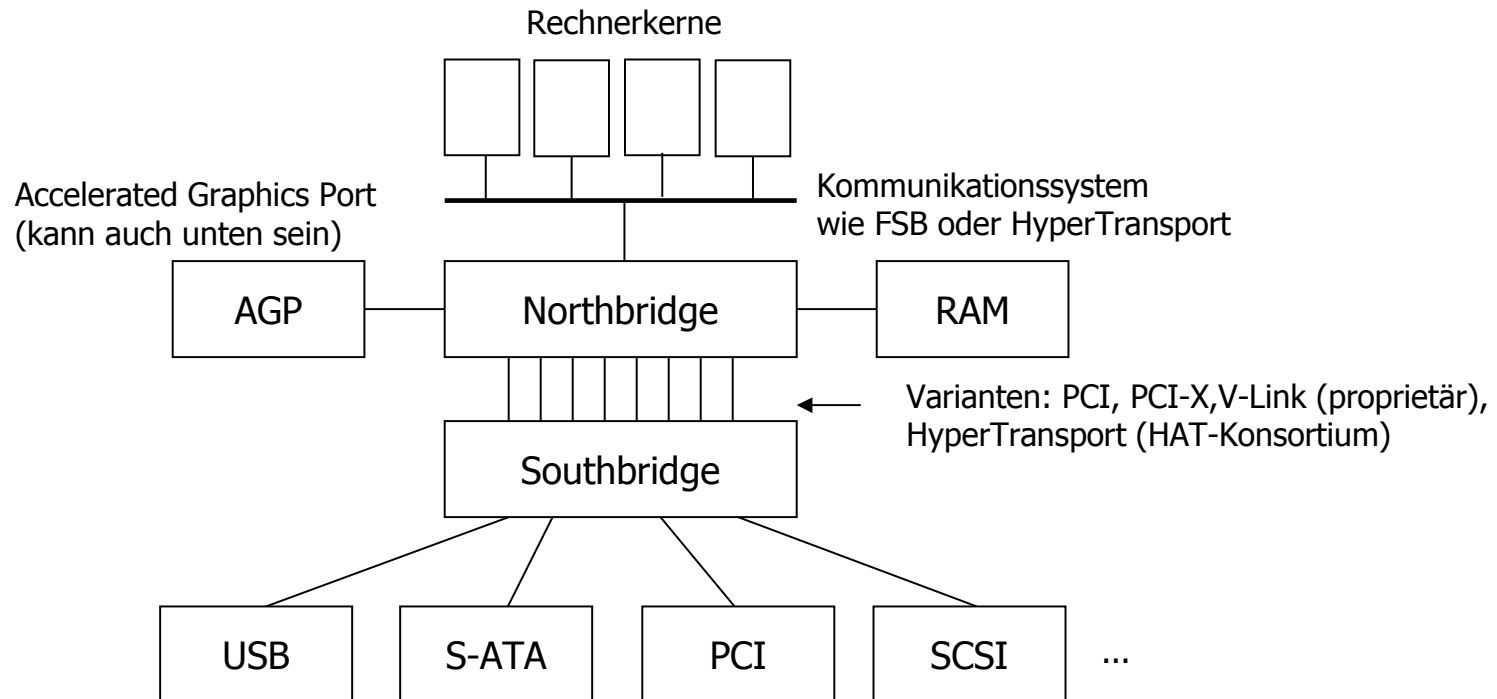 Rechnerkerne
Accelerated Graphics Port
(kann auch unten sein)
Kommunikationssystem
wie FSB oder HyperTransport
AGP
Northbridge
RAM
Varianten: PCI, PCI-X,V-Link (proprietär),
HyperTransport (HAT-Konsortium)
Southbridge
USB
S-ATA
PCI
SCSI
...